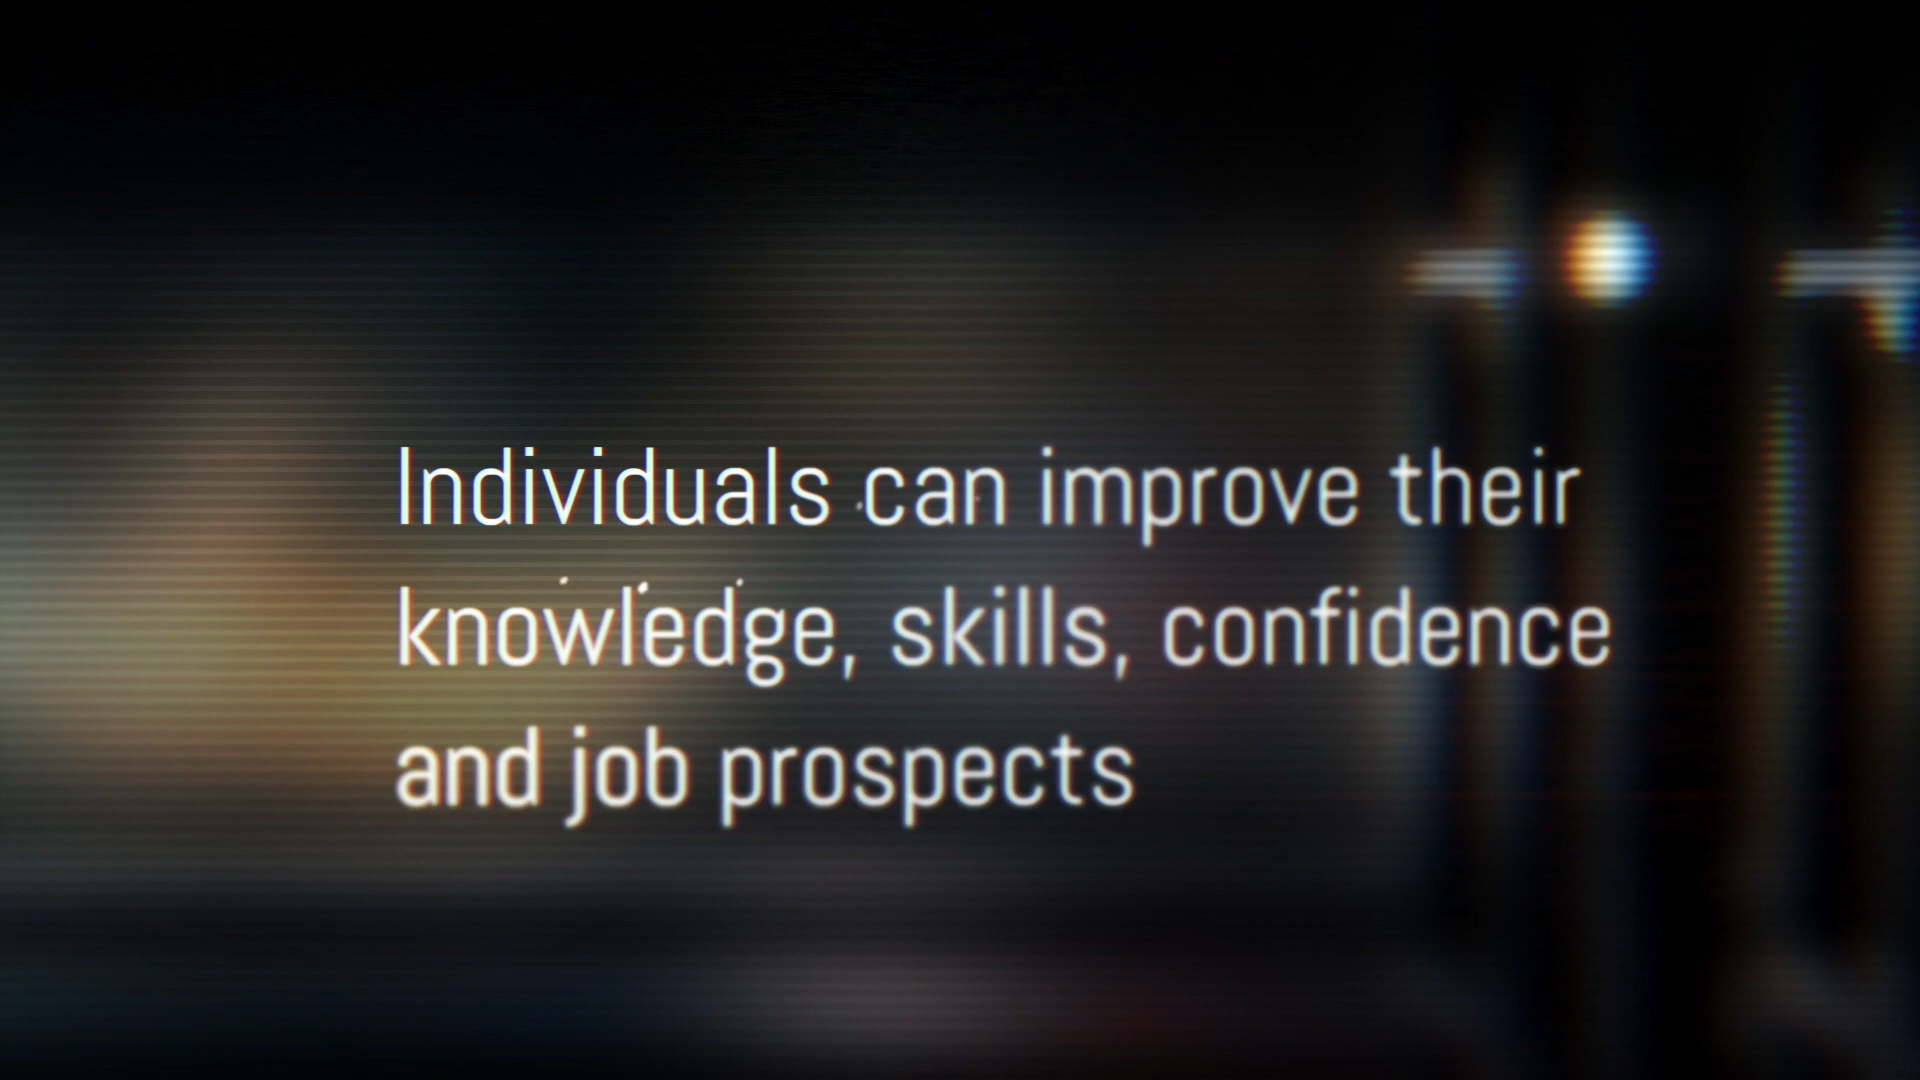 Individuals can improve their
knowledge, skills, confidence
and job prospects